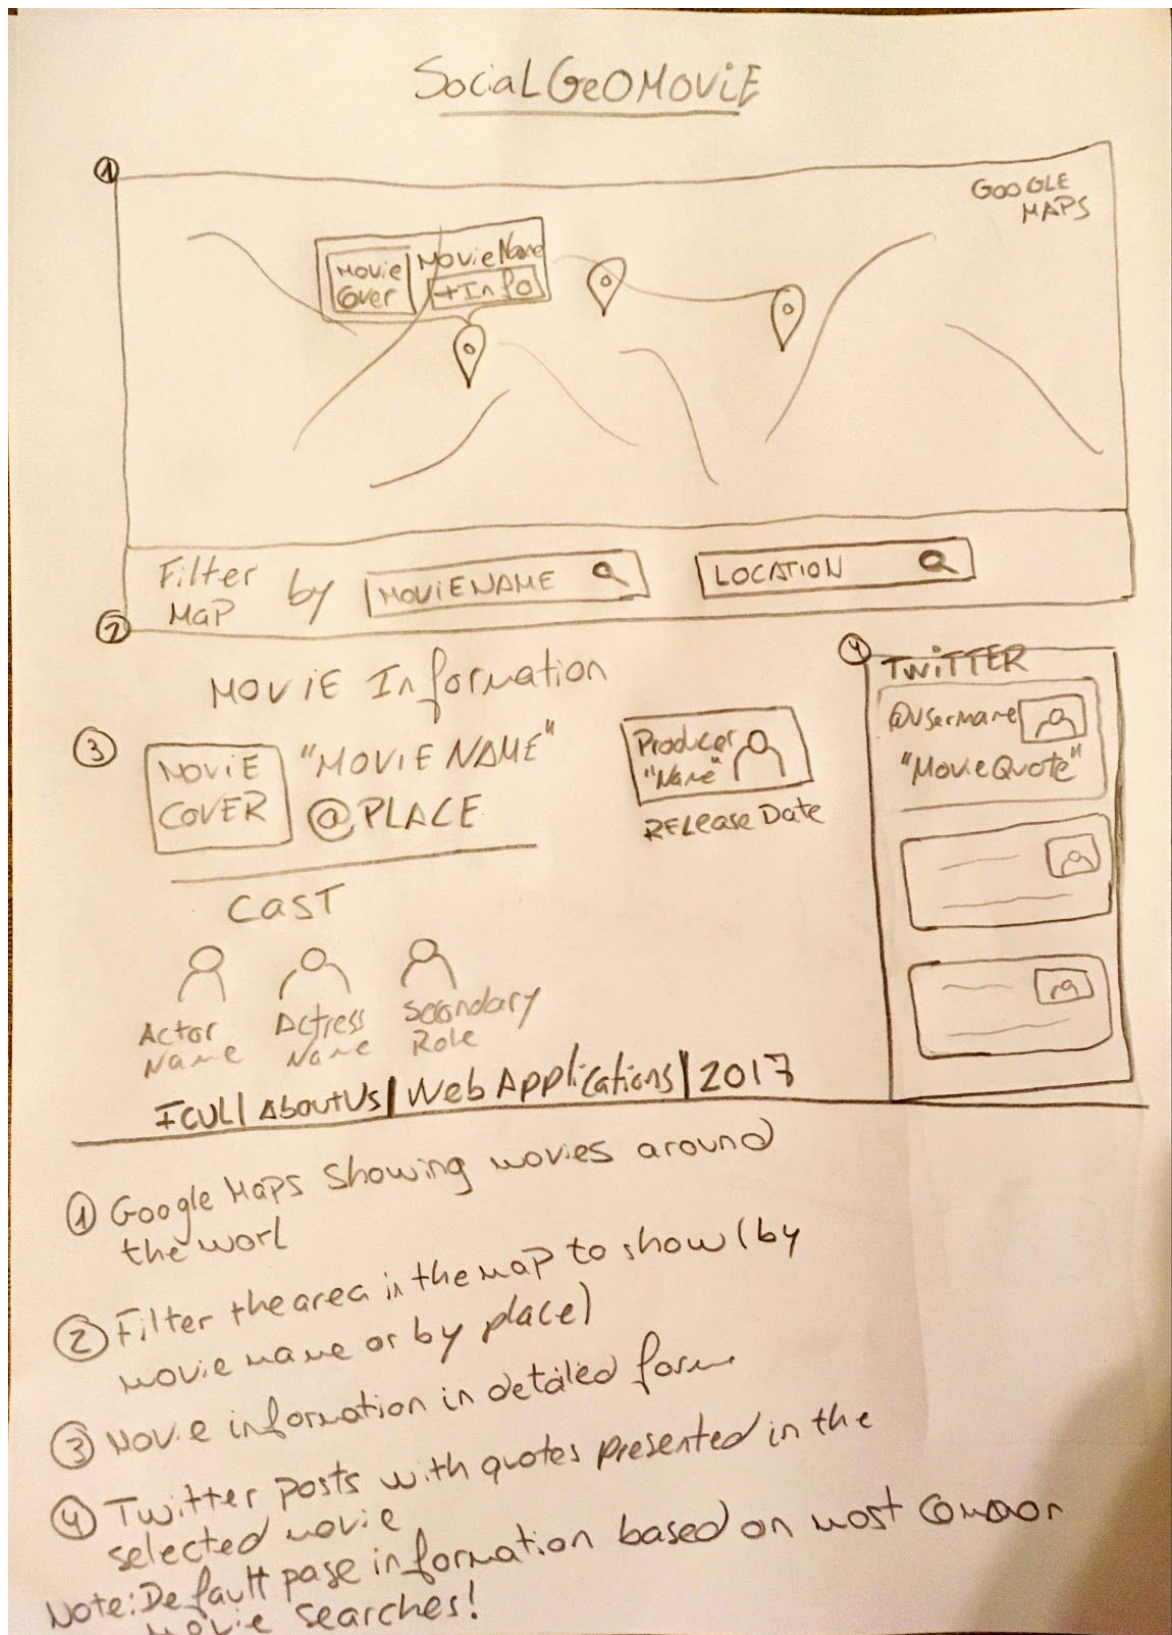 SociaL GeOMOViE
1
GOOGLE
MAPS
Movie
Cover
MovieName
+Info
Filter
MaP
by
MOViENAME
LOCATION
2
MOViE Information
3
MOViE
COVER
"MOVIE NAME"
@PLACE
Producer
"Name"
RELease Date
4
TWiTTER
@Username
"MovieQuote"
CAST
Actor
Name
Actress
Name
Secondary
Role
FCUL| AboutUs| Web Applications| 2017
1 Google Maps Showing movies around
the worl
2 Filter the area in the map to show (by
movie name or by place)
3 Movie information in detailed form
4 Twitter posts with quotes presented in the
selected movie
Note: Default page information based on most common
movie searches!